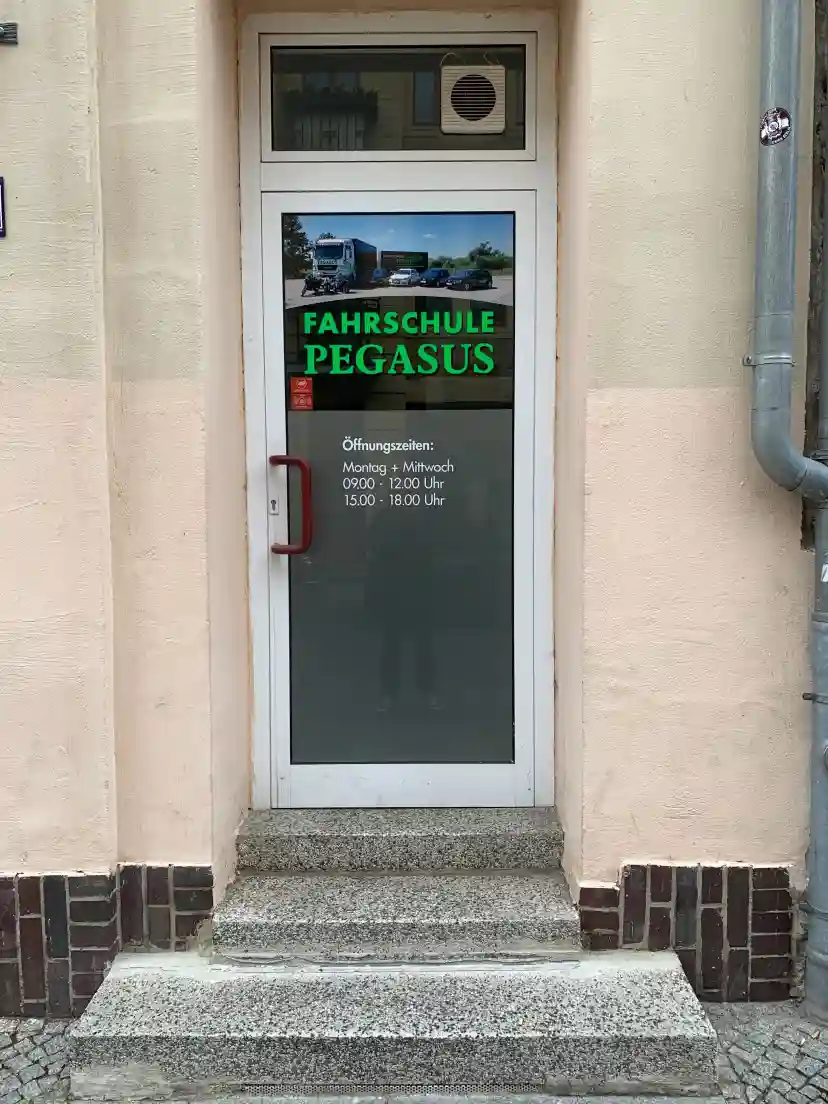 FAHRSCHULE
PEGASUS
Öffnungszeiten:
Montag + Mittwoch
09.00 - 12.00 Uhr
15.00 - 18.00 Uhr